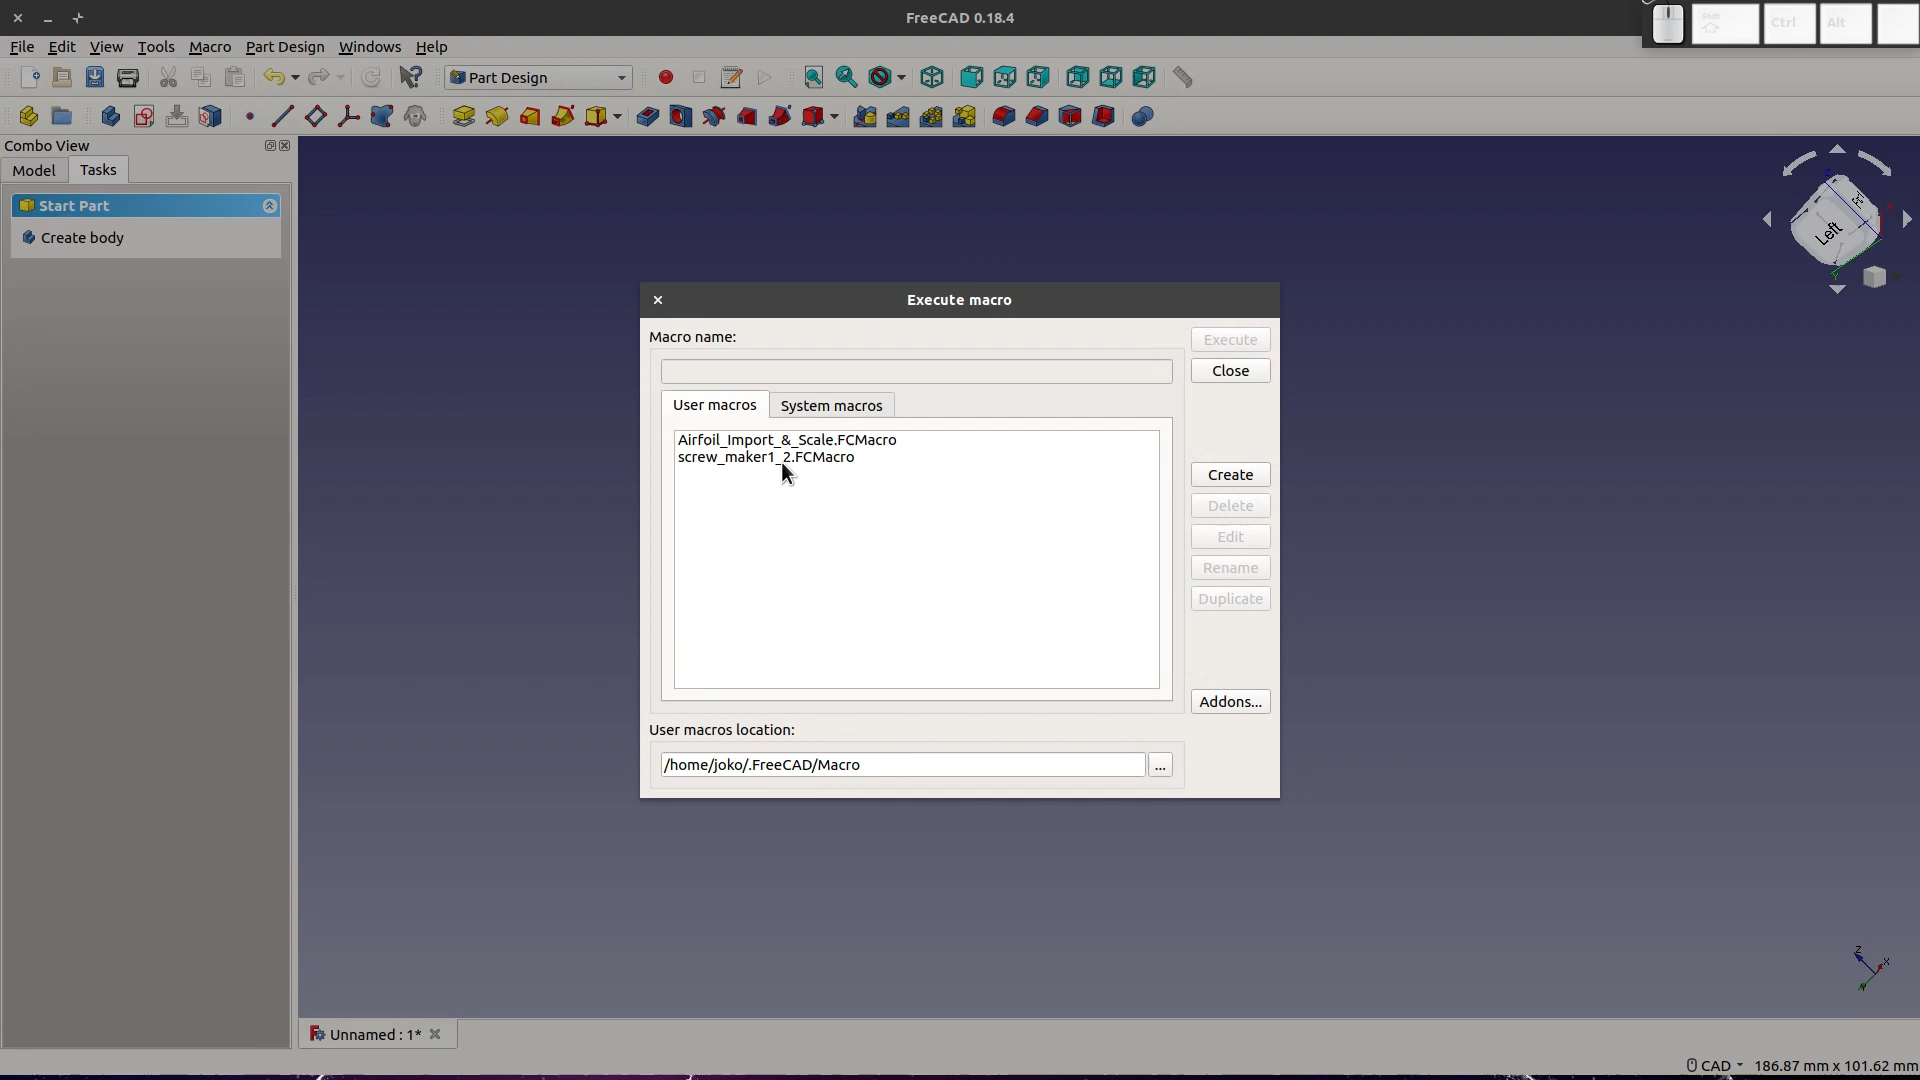 FreeCAD 0.18.4
Shift
Ctrl
Alt
File Edit View Tools Macro Part Design Windows Help
Part Design
Combo View
Model Tasks
Start Part
Create body
Left
Z
X
Y
Execute macro
Macro name:
Execute
Close
User macros System macros
Airfoil_Import_&_Scale.FCMacro
screw_maker1_2.FCMacro
Create
Delete
Edit
Rename
Duplicate
Addons...
User macros location:
/home/joko/.FreeCAD/Macro
...
Unnamed : 1*
CAD 186.87 mm x 101.62 mm